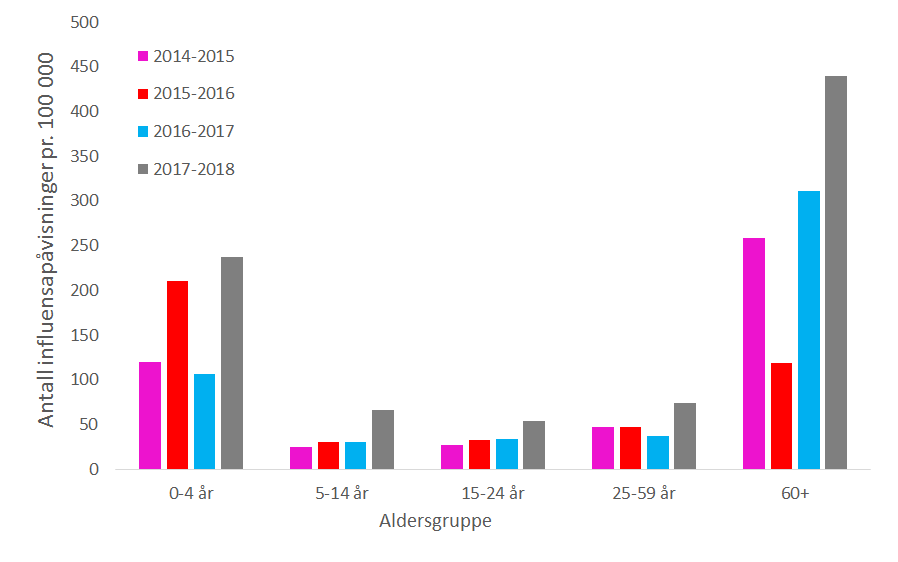 Antall influensapåvisninger pr. 100 000
500
450
400
350
300
250
200
150
100
50
0
2014-2015
2015-2016
2016-2017
2017-2018
0-4 år
5-14 år
15-24 år
25-59 år
60+
Aldersgruppe